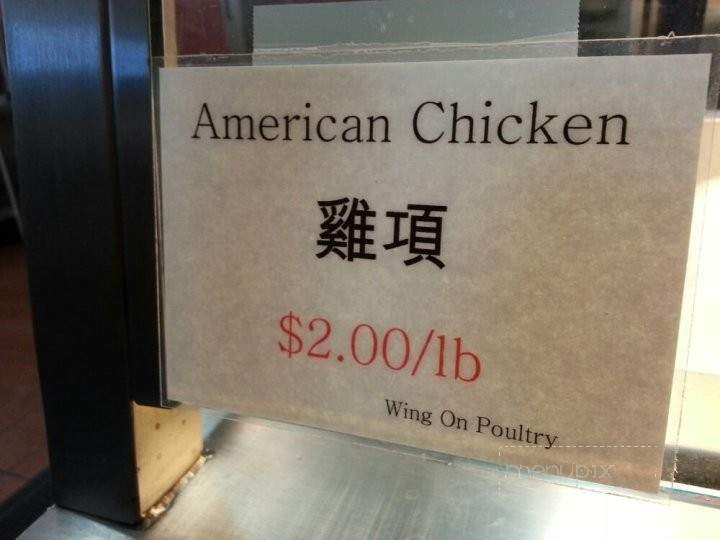 American Chicken
雞項
$2.00/lb
Wing On Poultry
menupix